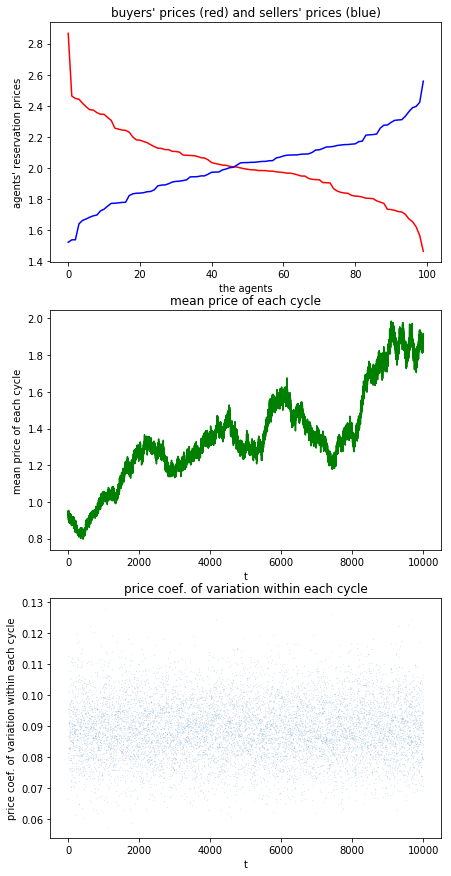 buyers' prices (red) and sellers' prices (blue)
agents' reservation prices
2.8
2.6
2.4
2.2
2.0
1.8
1.6
1.4
0 20 40 60 80 100
the agents
mean price of each cycle
mean price of each cycle
2.0
1.8
1.6
1.4
1.2
1.0
0.8
0 2000 4000 6000 8000 10000
t
price coef. of variation within each cycle
price coef. of variation within each cycle
0.13
0.12
0.11
0.10
0.09
0.08
0.07
0.06
0 2000 4000 6000 8000 10000
t